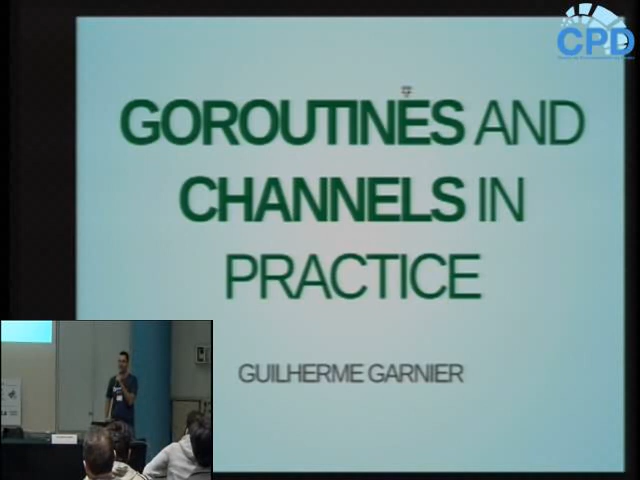 CPD
GOROUTINES AND
CHANNELS IN
PRACTICE
GUILHERME GARNIER